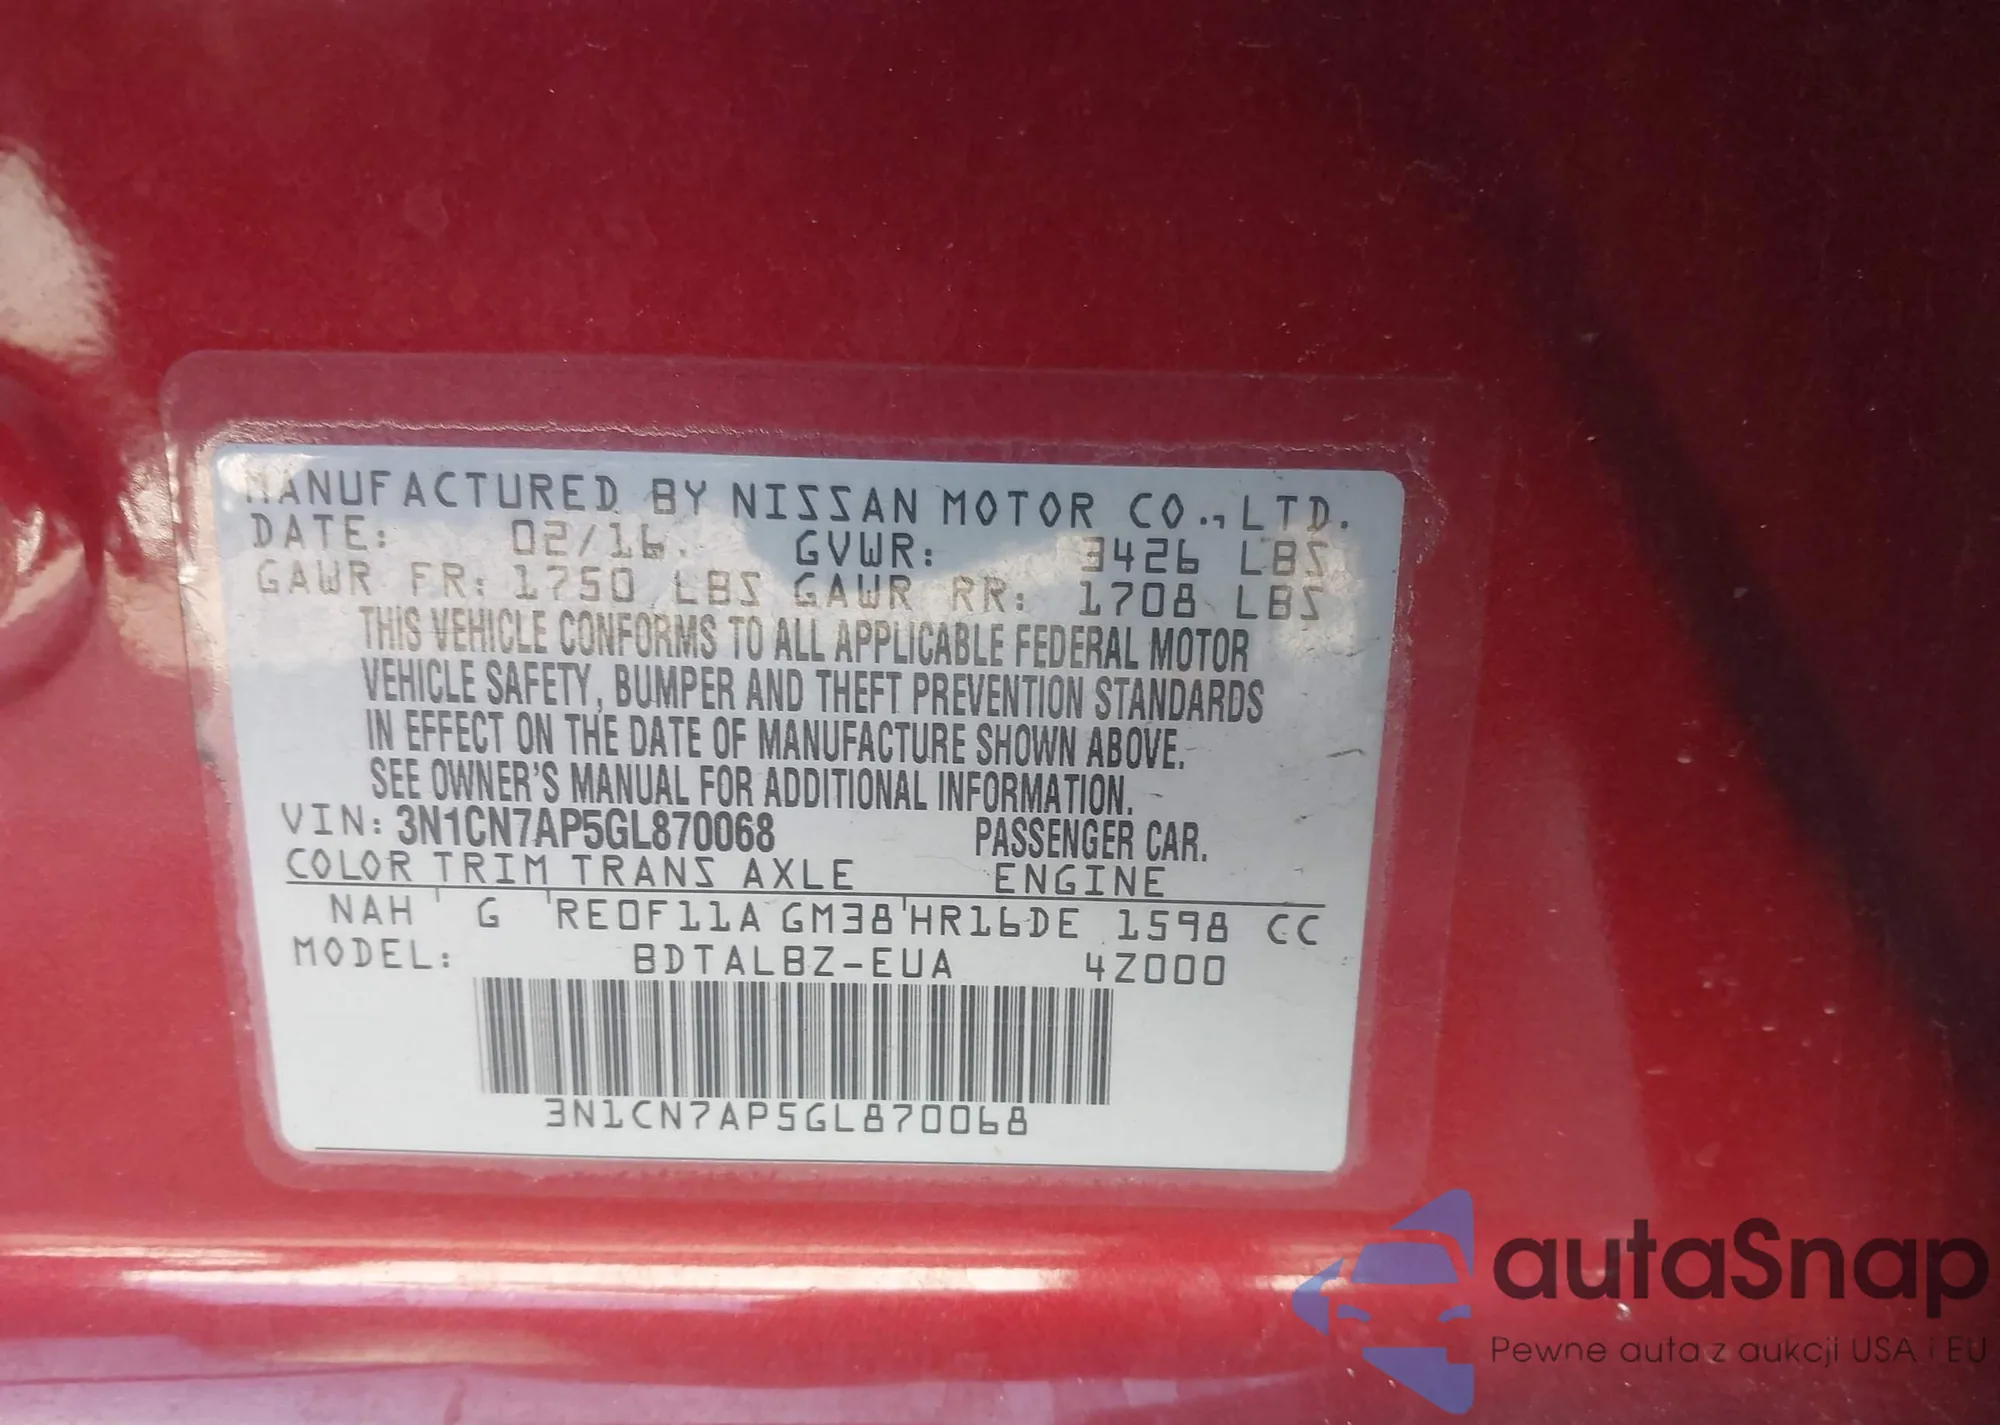 MANUFACTURED BY NISSAN MOTOR CO., LTD.
DATE: 02/16. GVWR: 3426 LBS
GAWR FR: 1750 LBS GAWR RR: 1708 LBS
THIS VEHICLE CONFORMS TO ALL APPLICABLE FEDERAL MOTOR
VEHICLE SAFETY, BUMPER AND THEFT PREVENTION STANDARDS
IN EFFECT ON THE DATE OF MANUFACTURE SHOWN ABOVE.
SEE OWNER'S MANUAL FOR ADDITIONAL INFORMATION.
VIN: 3N1CN7AP5GL870068 PASSENGER CAR.
COLOR TRIM TRANS AXLE ENGINE
NAH G RE0F11A GM38 HR16DE 1598 CC
MODEL: BDTALBZ-EUA 4Z000
3N1CN7AP5GL870068
autaSnap
Pewne auta z aukcji USA i EU